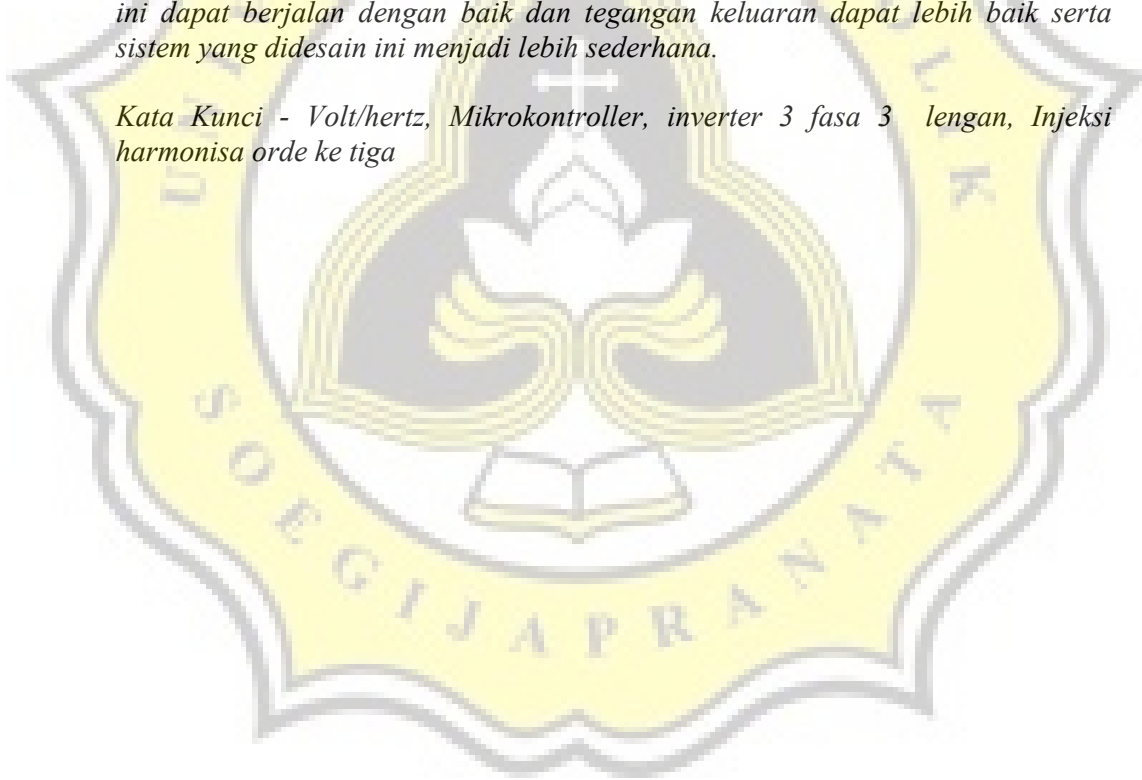 ini dapat berjalan dengan baik dan tegangan keluaran dapat lebih baik serta
sistem yang didesain ini menjadi lebih sederhana.
Kata Kunci - Volt/hertz, Mikrokontroller, inverter 3 fasa 3 lengan, Injeksi
harmonisa orde ke tiga
SOEGIJAPRANATA